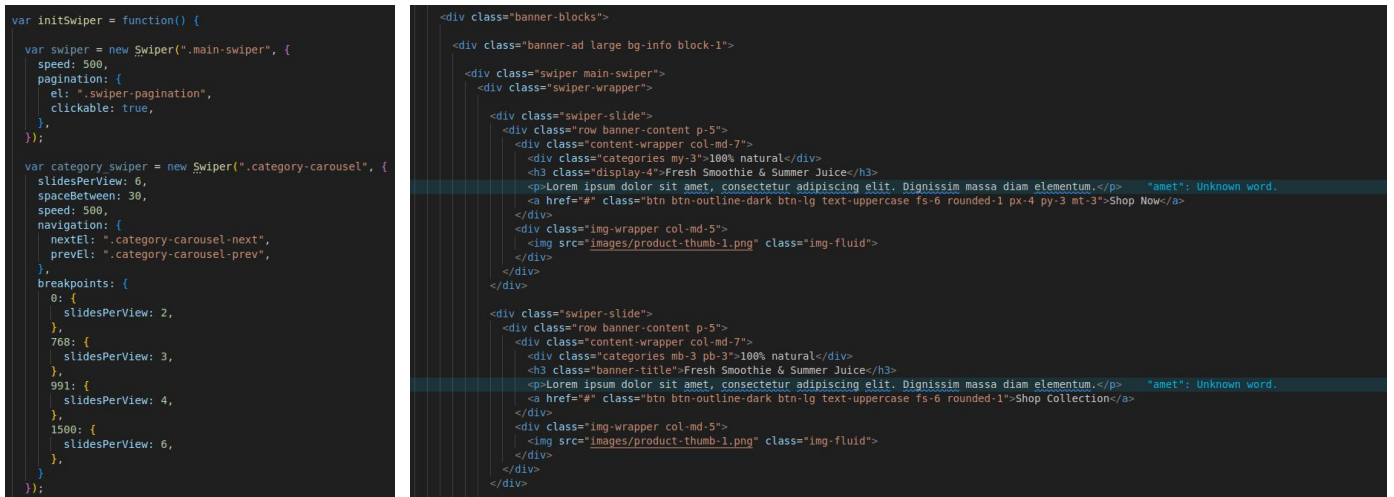 var initSwiper = function() {
var swiper = new Swiper(".main-swiper", {
speed: 500,
pagination: {
el: ".swiper-pagination",
clickable: true,
},
});
var category_swiper = new Swiper(".category-carousel", {
slidesPerView: 6,
spaceBetween: 30,
speed: 500,
navigation: {
nextEl: ".category-carousel-next",
prevEl: ".category-carousel-prev",
},
breakpoints: {
0: {
slidesPerView: 2,
},
768: {
slidesPerView: 3,
},
991: {
slidesPerView: 4,
},
1500: {
slidesPerView: 6,
},
}
});
<div class="banner-blocks">
<div class="banner-ad large bg-info block-1">
<div class="swiper main-swiper">
<div class="swiper-wrapper">
<div class="swiper-slide">
<div class="row banner-content p-5">
<div class="content-wrapper col-md-7">
<div class="categories my-3">100% natural</div>
<h3 class="display-4">Fresh Smoothie & Summer Juice</h3>
<p>Lorem ipsum dolor sit amet, consectetur adipiscing elit. Dignissim massa diam elementum.</p> "amet": Unknown word.
<a href="#" class="btn btn-outline-dark btn-lg text-uppercase fs-6 rounded-1 px-4 py-3 mt-3">Shop Now</a>
</div>
<div class="img-wrapper col-md-5">
<img src="images/product-thumb-1.png" class="img-fluid">
</div>
</div>
</div>
<div class="swiper-slide">
<div class="row banner-content p-5">
<div class="content-wrapper col-md-7">
<div class="categories mb-3 pb-3">100% natural</div>
<h3 class="banner-title">Fresh Smoothie & Summer Juice</h3>
<p>Lorem ipsum dolor sit amet, consectetur adipiscing elit. Dignissim massa diam elementum.</p> "amet": Unknown word.
<a href="#" class="btn btn-outline-dark btn-lg text-uppercase fs-6 rounded-1">Shop Collection</a>
</div>
<div class="img-wrapper col-md-5">
<img src="images/product-thumb-1.png" class="img-fluid">
</div>
</div>
</div>